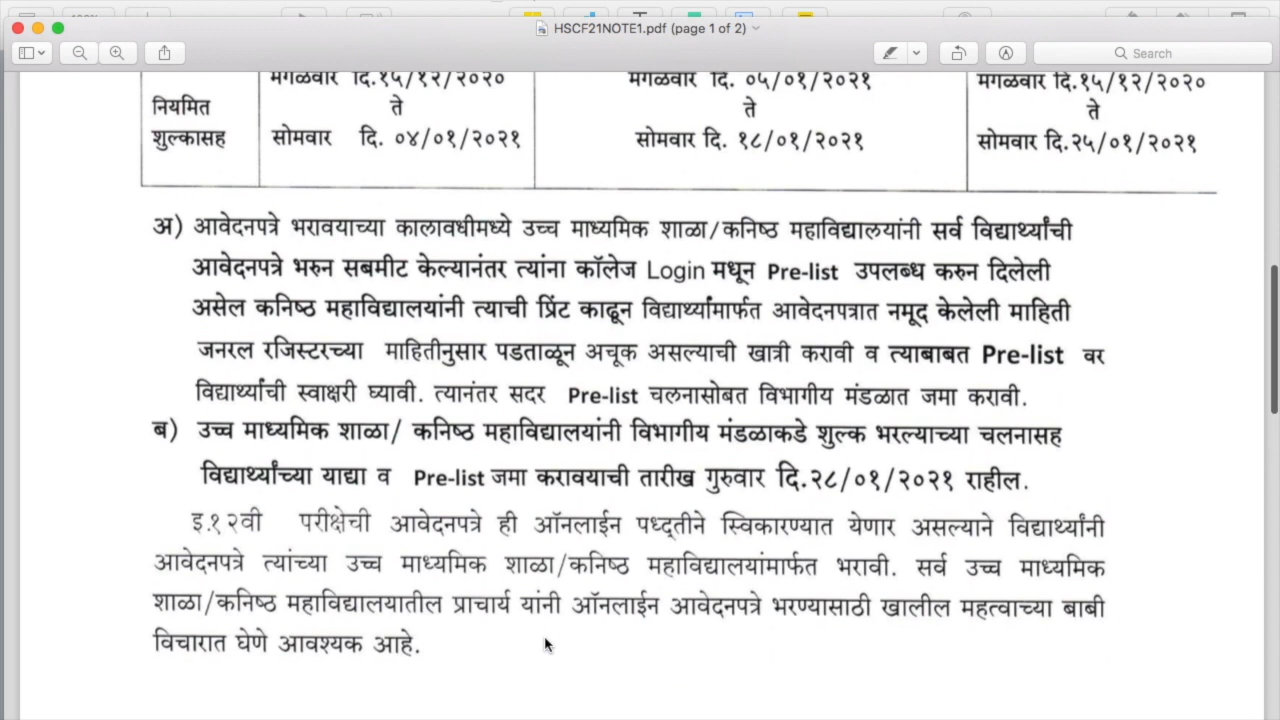 HSCF21NOTE1.pdf (page 1 of 2)
Search
मंगळवार दि.१५/१२/२०२० मंगळवार दि. ०५/०१/२०२१ मंगळवार दि.१५/१२/२०२०
नियमित ते ते ते
शुल्कासह सोमवार दि. ०४/०१/२०२१ सोमवार दि. १८/०१/२०२१ सोमवार दि.२५/०१/२०२१
अ) आवेदनपत्रे भरावयाच्या कालावधीमध्ये उच्च माध्यमिक शाळा/कनिष्ठ महाविद्यालयांनी सर्व विद्यार्थ्यांची
आवेदनपत्रे भरुन सबमीट केल्यानंतर त्यांना कॉलेज Login मधून Pre-list उपलब्ध करुन दिलेली
असेल कनिष्ठ महाविद्यालयांनी त्याची प्रिंट काढून विद्यार्थ्यांमार्फत आवेदनपत्रात नमूद केलेली माहिती
जनरल रजिस्टरच्या माहितीनुसार पडताळून अचूक असल्याची खात्री करावी व त्याबाबत Pre-list वर
विद्यार्थ्यांची स्वाक्षरी घ्यावी. त्यानंतर सदर Pre-list चलनासोबत विभागीय मंडळात जमा करावी.
ब) उच्च माध्यमिक शाळा/ कनिष्ठ महाविद्यालयांनी विभागीय मंडळाकडे शुल्क भरल्याच्या चलनासह
विद्यार्थ्यांच्या याद्या व Pre-list जमा करावयाची तारीख गुरुवार दि.२८/०१/२०२१ राहील.
इ.१२वी परीक्षेची आवेदनपत्रे ही ऑनलाईन पध्द्तीने स्विकारण्यात येणार असल्याने विद्यार्थ्यांनी
आवेदनपत्रे त्यांच्या उच्च माध्यमिक शाळा/कनिष्ठ महाविद्यालयांमार्फत भरावी. सर्व उच्च माध्यमिक
शाळा/कनिष्ठ महाविद्यालयातील प्राचार्य यांनी ऑनलाईन आवेदनपत्रे भरण्यासाठी खालील महत्वाच्या बाबी
विचारात घेणे आवश्यक आहे.